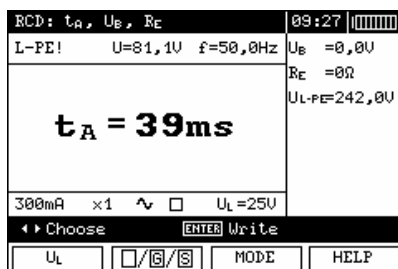 RCD: tA, UB, RE 09:27
L-PE! U=81,1V f=50,0Hz
UB =0,0V
RE =0Ω
UL-PE=242,0V
tA = 39ms
300mA ×1 ∿ □ UL=25V
◂▸ Choose ENTER Write
UL □/G/S MODE HELP